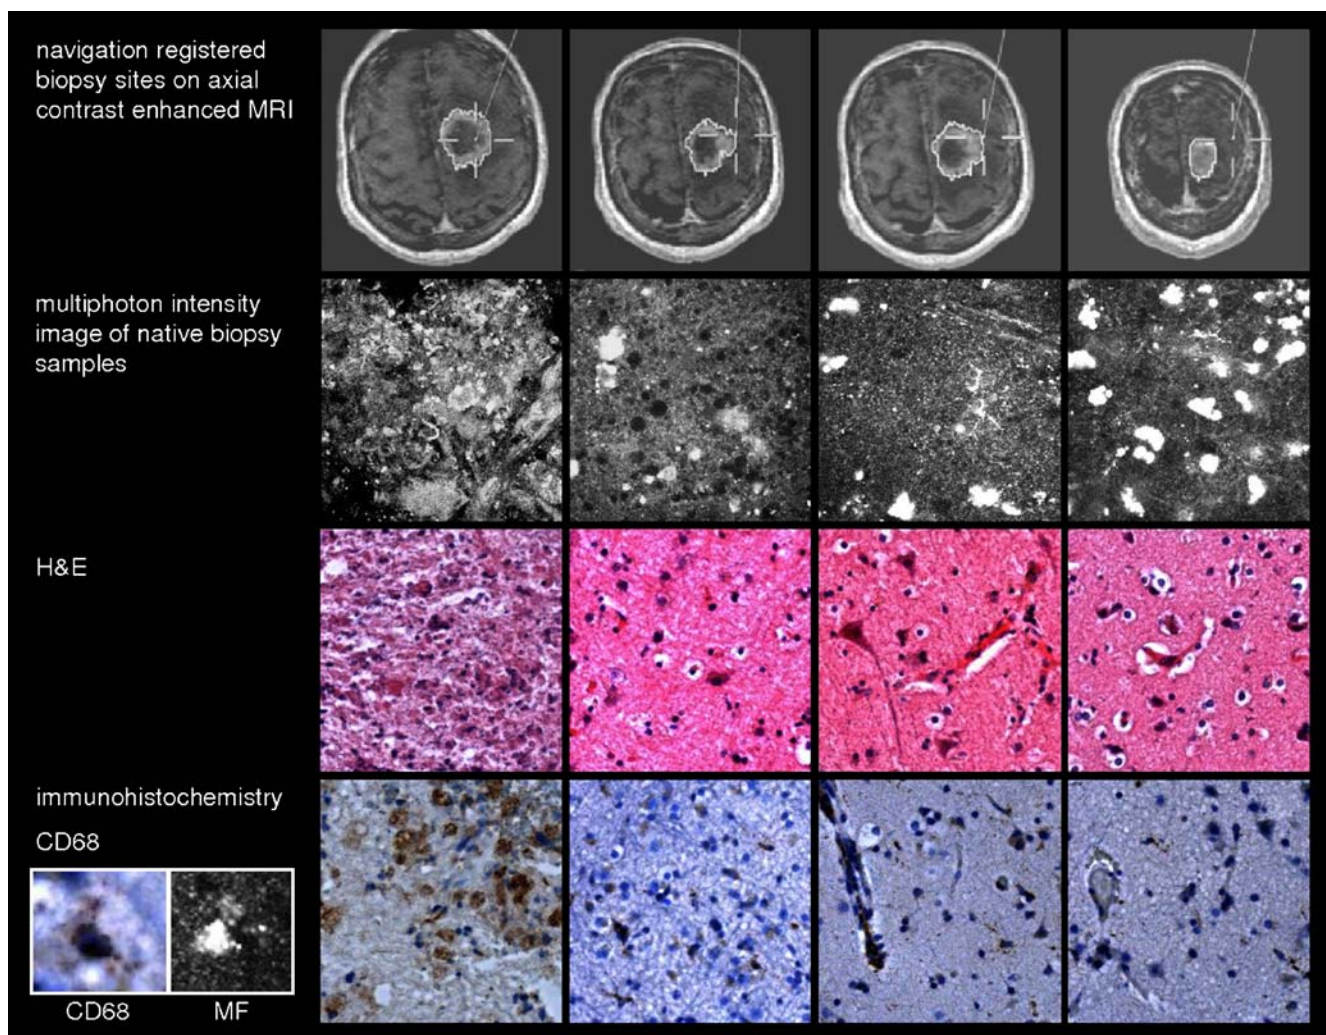 navigation registered
biopsy sites on axial
contrast enhanced MRI
multiphoton intensity
image of native biopsy
samples
H&E
immunohistochemistry
CD68
CD68
MF